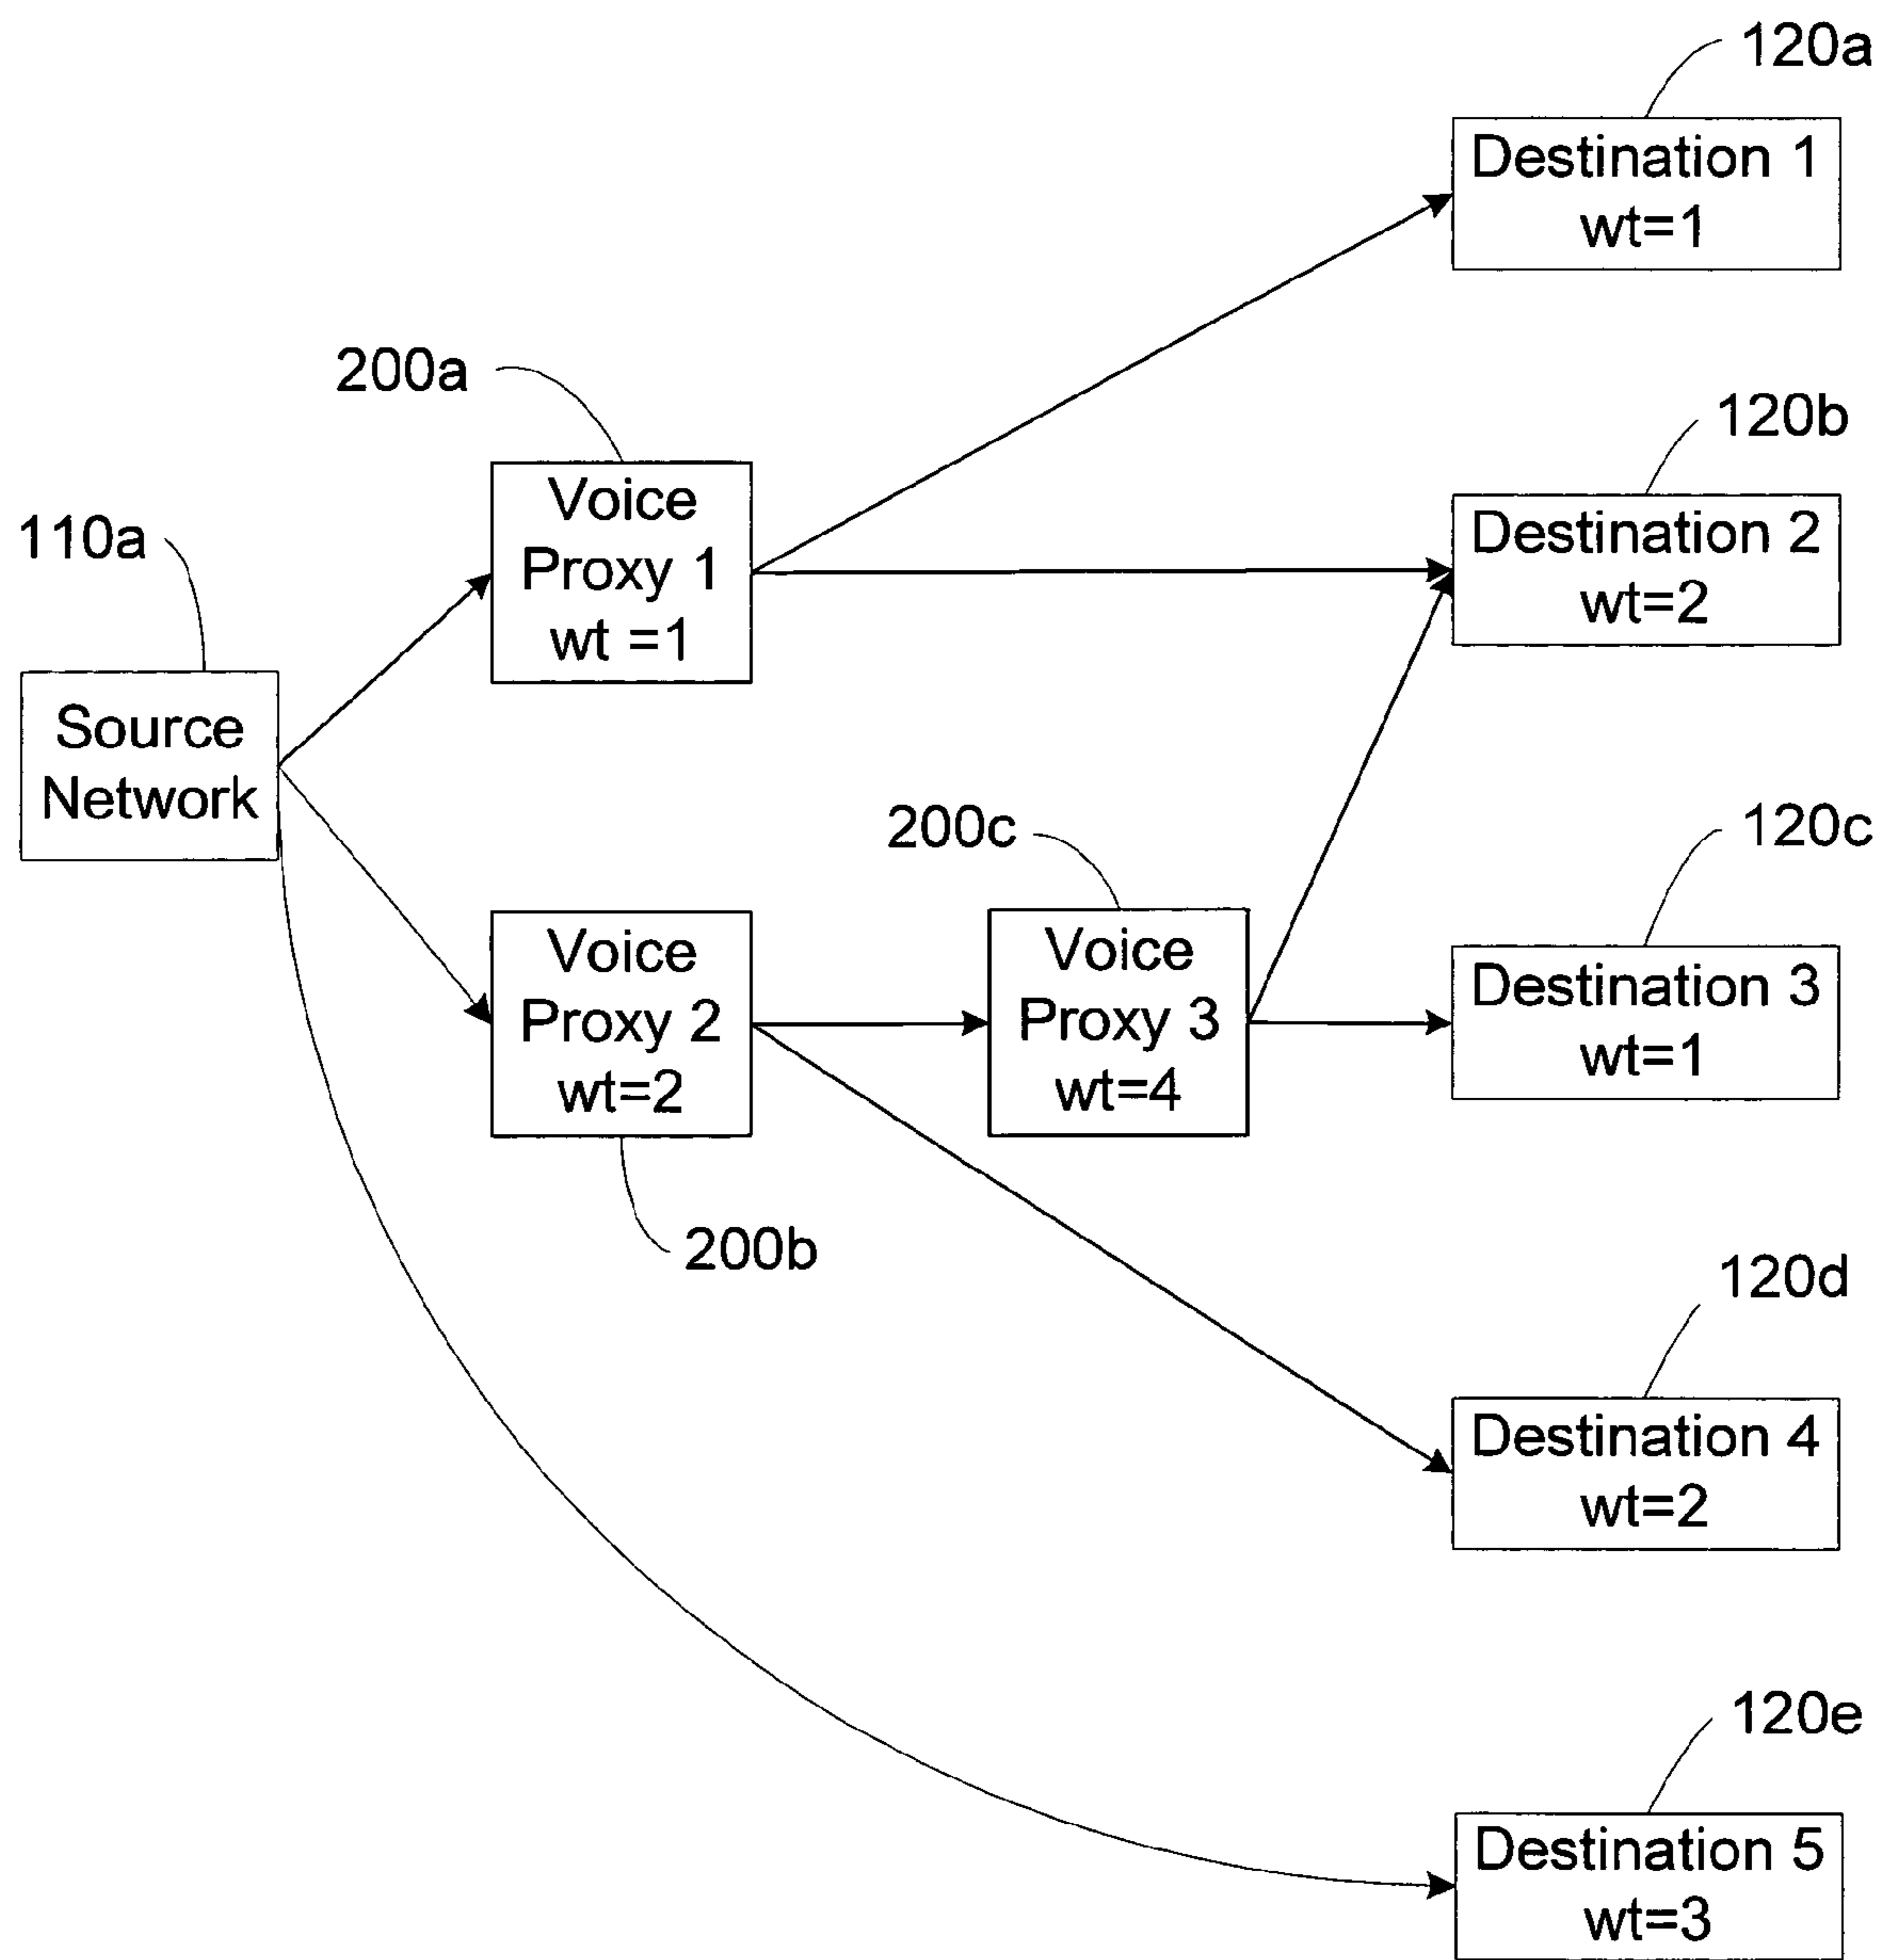 120a
Destination 1
wt=1
200a
120b
Voice
Proxy 1
wt =1
Destination 2
wt=2
110a
Source
Network
200c
120c
Voice
Proxy 2
wt=2
Voice
Proxy 3
wt=4
Destination 3
wt=1
200b
120d
Destination 4
wt=2
120e
Destination 5
wt=3